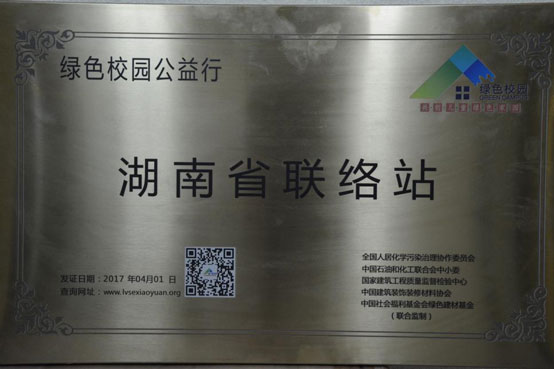 绿色校园公益行
绿色校园
GREEN CAMPUS
湖南省联络站
发证日期：2017 年04月01 日
查询网址：www.lvsexiaoyuan.org
全国人居化学污染治理协作委员会
中国石油和化工联合会中小委
国家建筑工程质量监督检验中心
中国建筑装饰装修材料协会
中国社会福利基金会绿色建材基金
（联合监制）